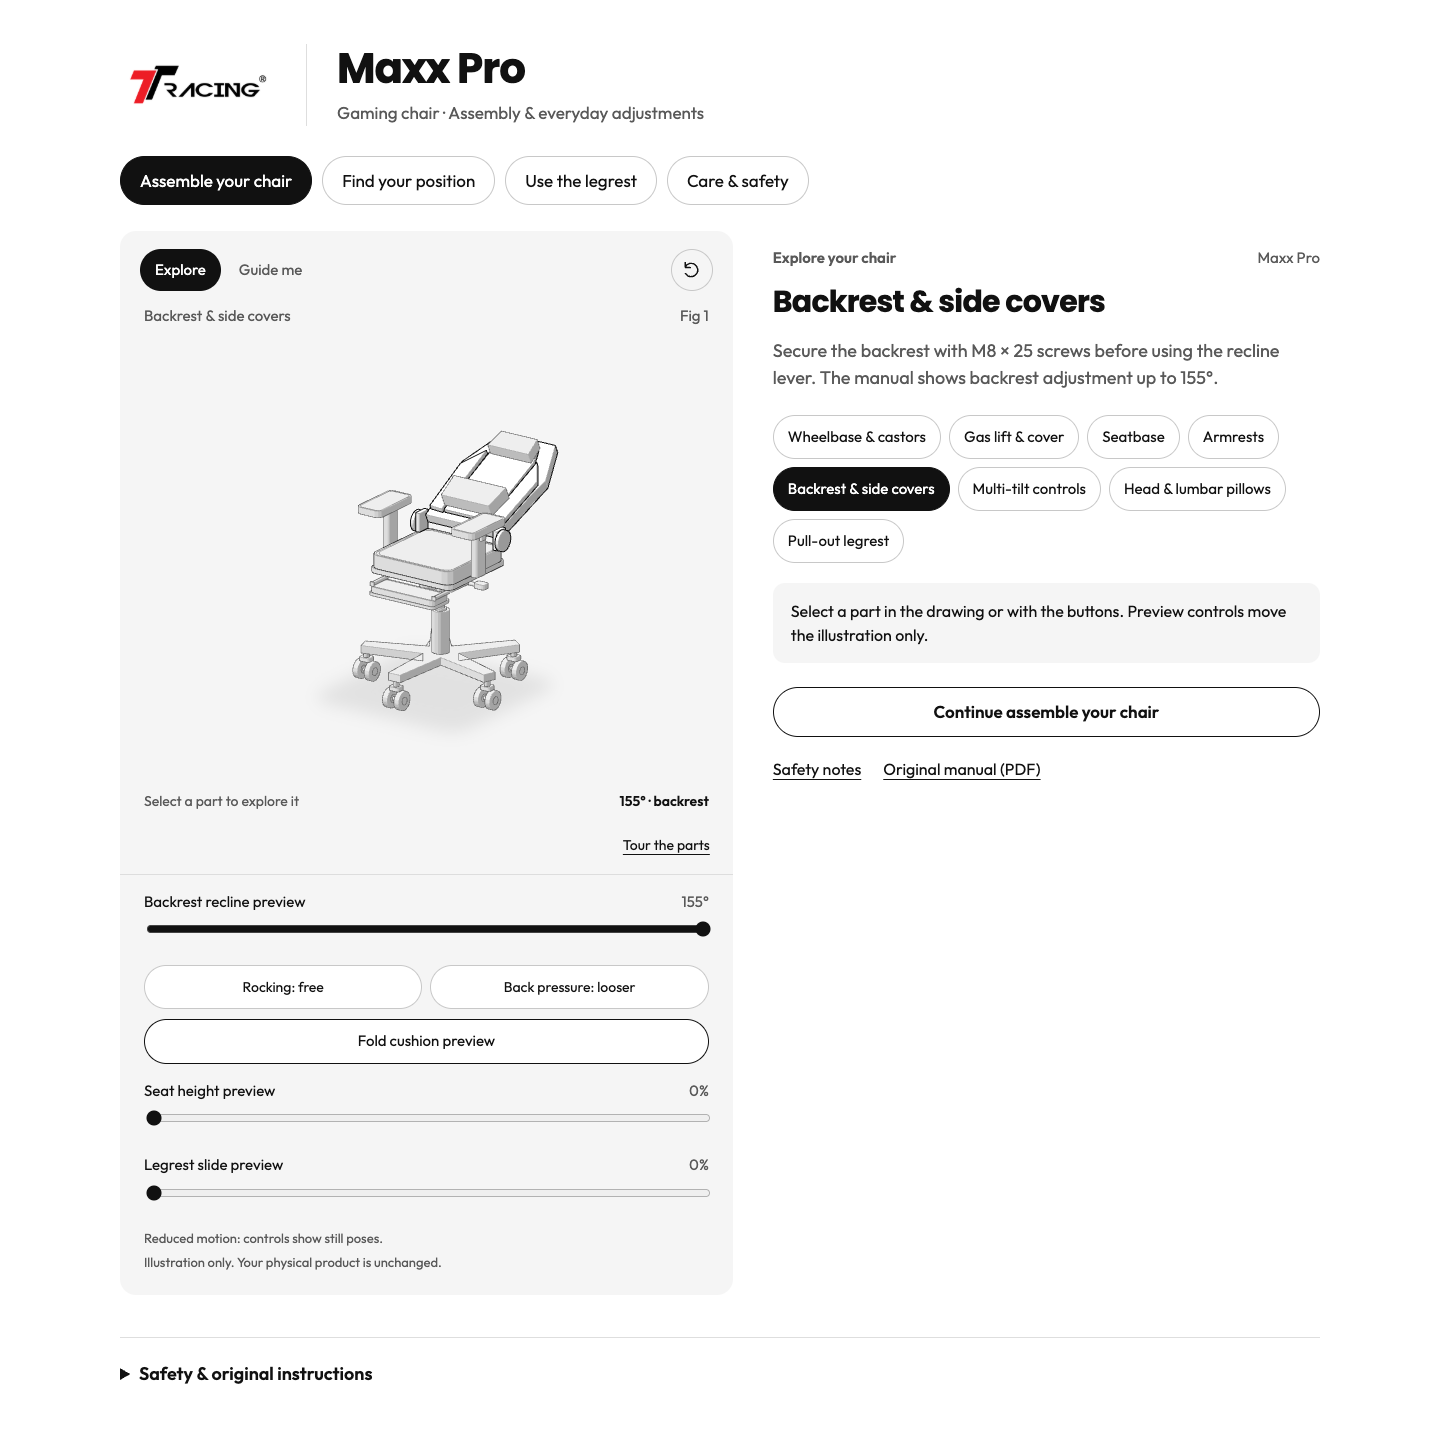 TTRACING®
Maxx Pro
Gaming chair · Assembly & everyday adjustments
Assemble your chair
Find your position
Use the legrest
Care & safety
Explore
Guide me
Backrest & side covers
Fig 1
Select a part to explore it
155° · backrest
Tour the parts
Backrest recline preview
155°
Rocking: free
Back pressure: looser
Fold cushion preview
Seat height preview
0%
Legrest slide preview
0%
Reduced motion: controls show still poses.
Illustration only. Your physical product is unchanged.
Explore your chair
Maxx Pro
Backrest & side covers
Secure the backrest with M8 × 25 screws before using the recline
lever. The manual shows backrest adjustment up to 155°.
Wheelbase & castors
Gas lift & cover
Seatbase
Armrests
Backrest & side covers
Multi-tilt controls
Head & lumbar pillows
Pull-out legrest
Select a part in the drawing or with the buttons. Preview controls move
the illustration only.
Continue assemble your chair
Safety notes
Original manual (PDF)
Safety & original instructions